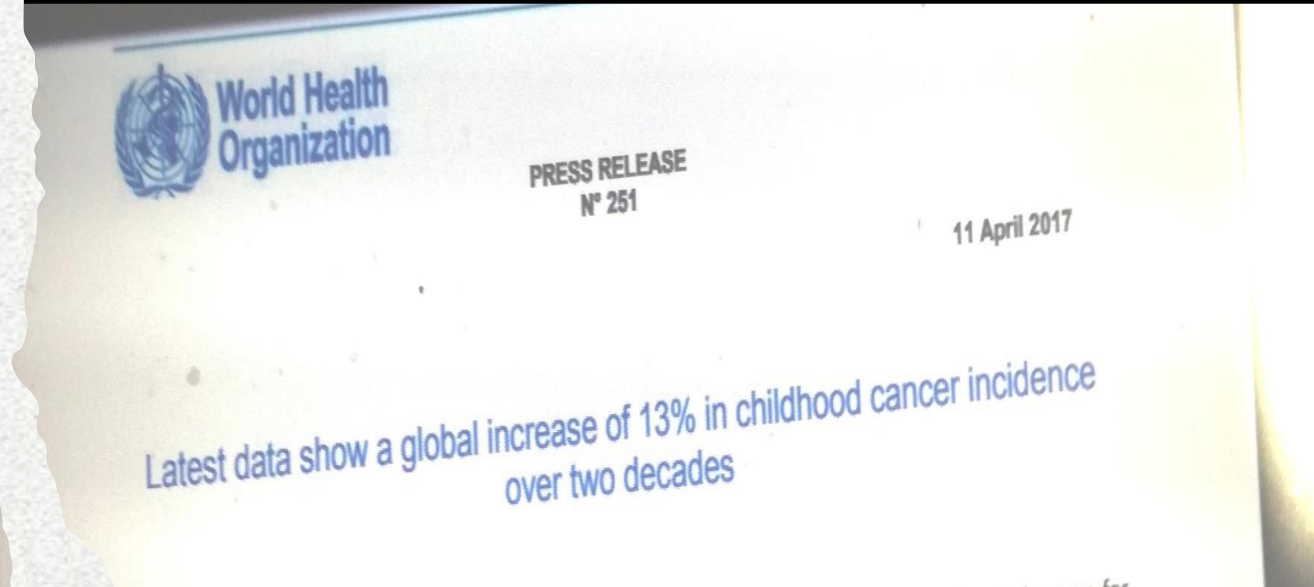 World Health
Organization
PRESS RELEASE
Nº 251
11 April 2017
Latest data show a global increase of 13% in childhood cancer incidence
over two decades